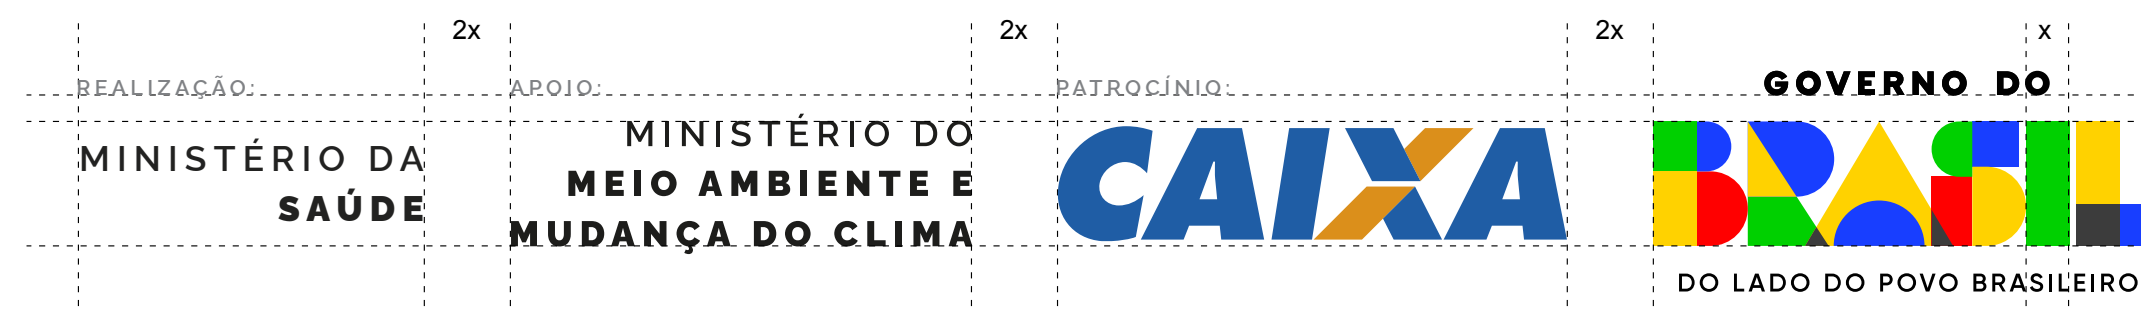 2x
2x
2x
x
REALIZAÇÃO:
MINISTÉRIO DA
SAÚDE
APOIO:
MINISTÉRIO DO
MEIO AMBIENTE E
MUDANÇA DO CLIMA
PATROCÍNIO:
CAIXA
GOVERNO DO
BRASIL
DO LADO DO POVO BRASILEIRO